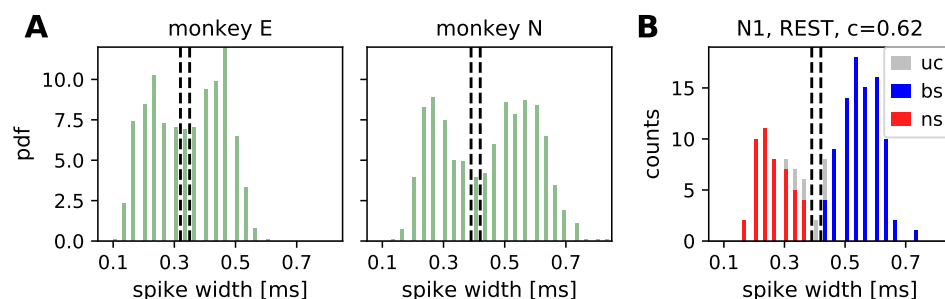 A
monkey E
monkey N
B
N1, REST, c=0.62
pdf
10.0
7.5
5.0
2.5
0.0
counts
15
10
5
0
uc
bs
ns
0.1 0.3 0.5 0.7
0.1 0.3 0.5 0.7
0.1 0.3 0.5 0.7
spike width [ms]
spike width [ms]
spike width [ms]